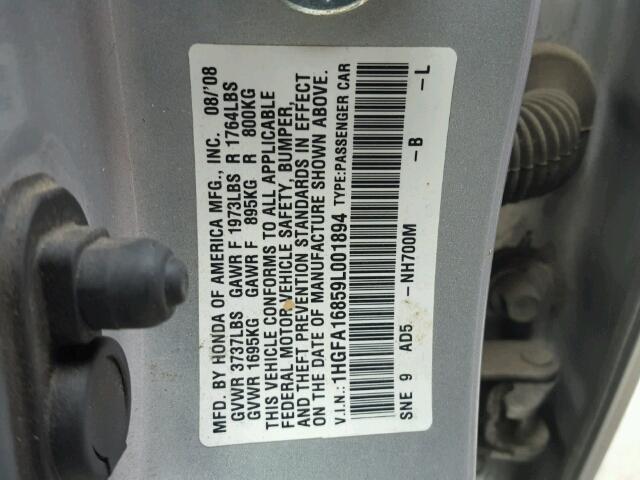 MFD. BY HONDA OF AMERICA MFG., INC. 08/'08
GVWR 3737LBS GAWR F 1973LBS R 1764LBS
GVWR 1695KG GAWR F 895KG R 800KG
THIS VEHICLE CONFORMS TO ALL APPLICABLE
FEDERAL MOTOR VEHICLE SAFETY, BUMPER,
AND THEFT PREVENTION STANDARDS IN EFFECT
ON THE DATE OF MANUFACTURE SHOWN ABOVE.
V.I.N.: 1HGFA16859L001894 TYPE:PASSENGER CAR
SNE 9 AD5 -NH700M -B -L